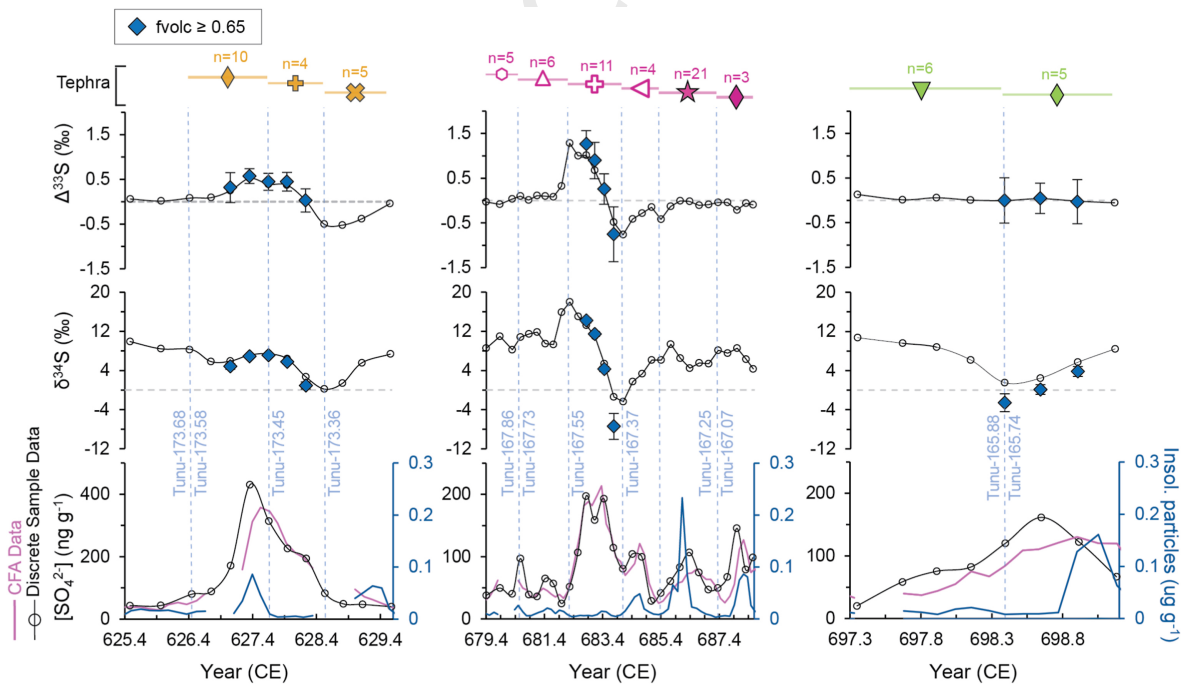 fvolc ≥ 0.65
Tephra
n=10
n=4
n=5
n=5
n=6
n=11
n=4
n=21
n=3
n=6
n=5
Δ³³S (‰)
1.5
0.5
-0.5
-1.5
1.5
0.5
-0.5
-1.5
1.5
0.5
-0.5
-1.5
δ³⁴S (‰)
20
12
4
-4
-12
20
12
4
-4
-12
20
12
4
-4
-12
Tunu-173.68
Tunu-173.58
Tunu-173.45
Tunu-173.36
Tunu-167.86
Tunu-167.73
Tunu-167.55
Tunu-167.37
Tunu-167.25
Tunu-167.07
Tunu-165.88
Tunu-165.74
CFA Data
Discrete Sample Data
[SO₄²⁻] (ng g⁻¹)
400
200
0
0.3
0.2
0.1
0
200
100
0
0.3
0.2
0.1
0
200
100
0
0.3
0.2
0.1
0
Insol. particles (ug g⁻¹)
625.4
626.4
627.4
628.4
629.4
679.4
681.4
683.4
685.4
687.4
697.3
697.8
698.3
698.8
Year (CE)
Year (CE)
Year (CE)